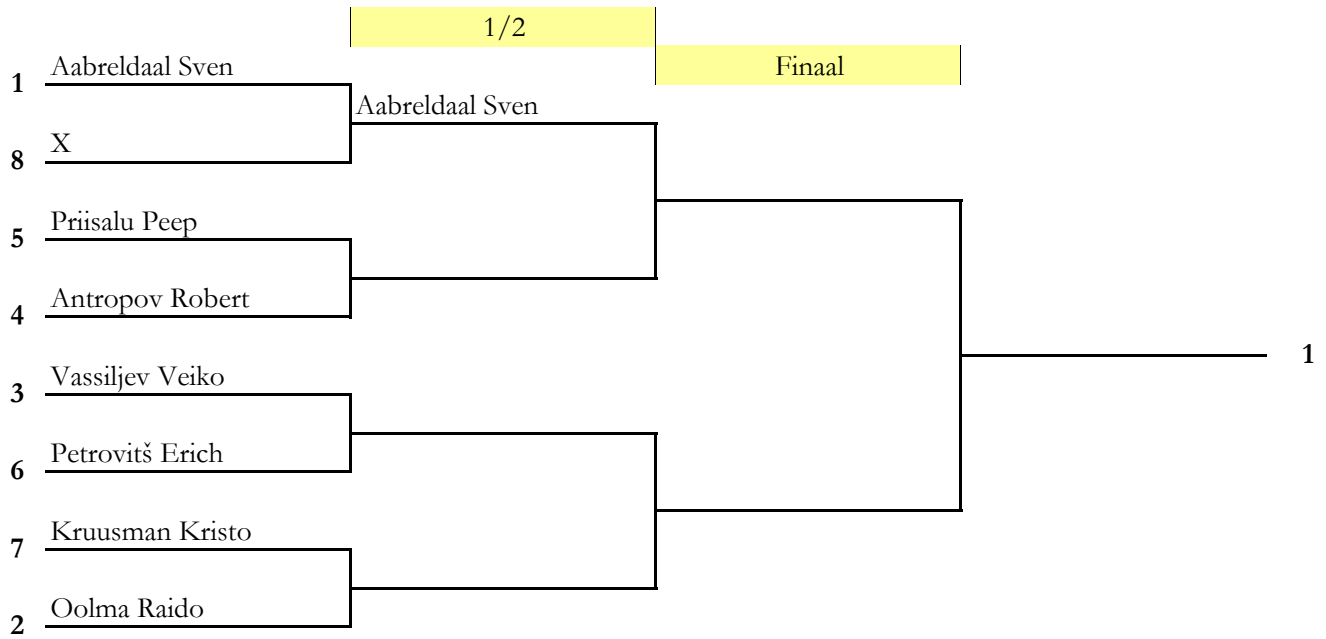 1/2
Finaal
1 Aabreldaal Sven
Aabreldaal Sven
8 X
5 Priisalu Peep
4 Antropov Robert
1
3 Vassiljev Veiko
6 Petrovitš Erich
7 Kruusman Kristo
2 Oolma Raido